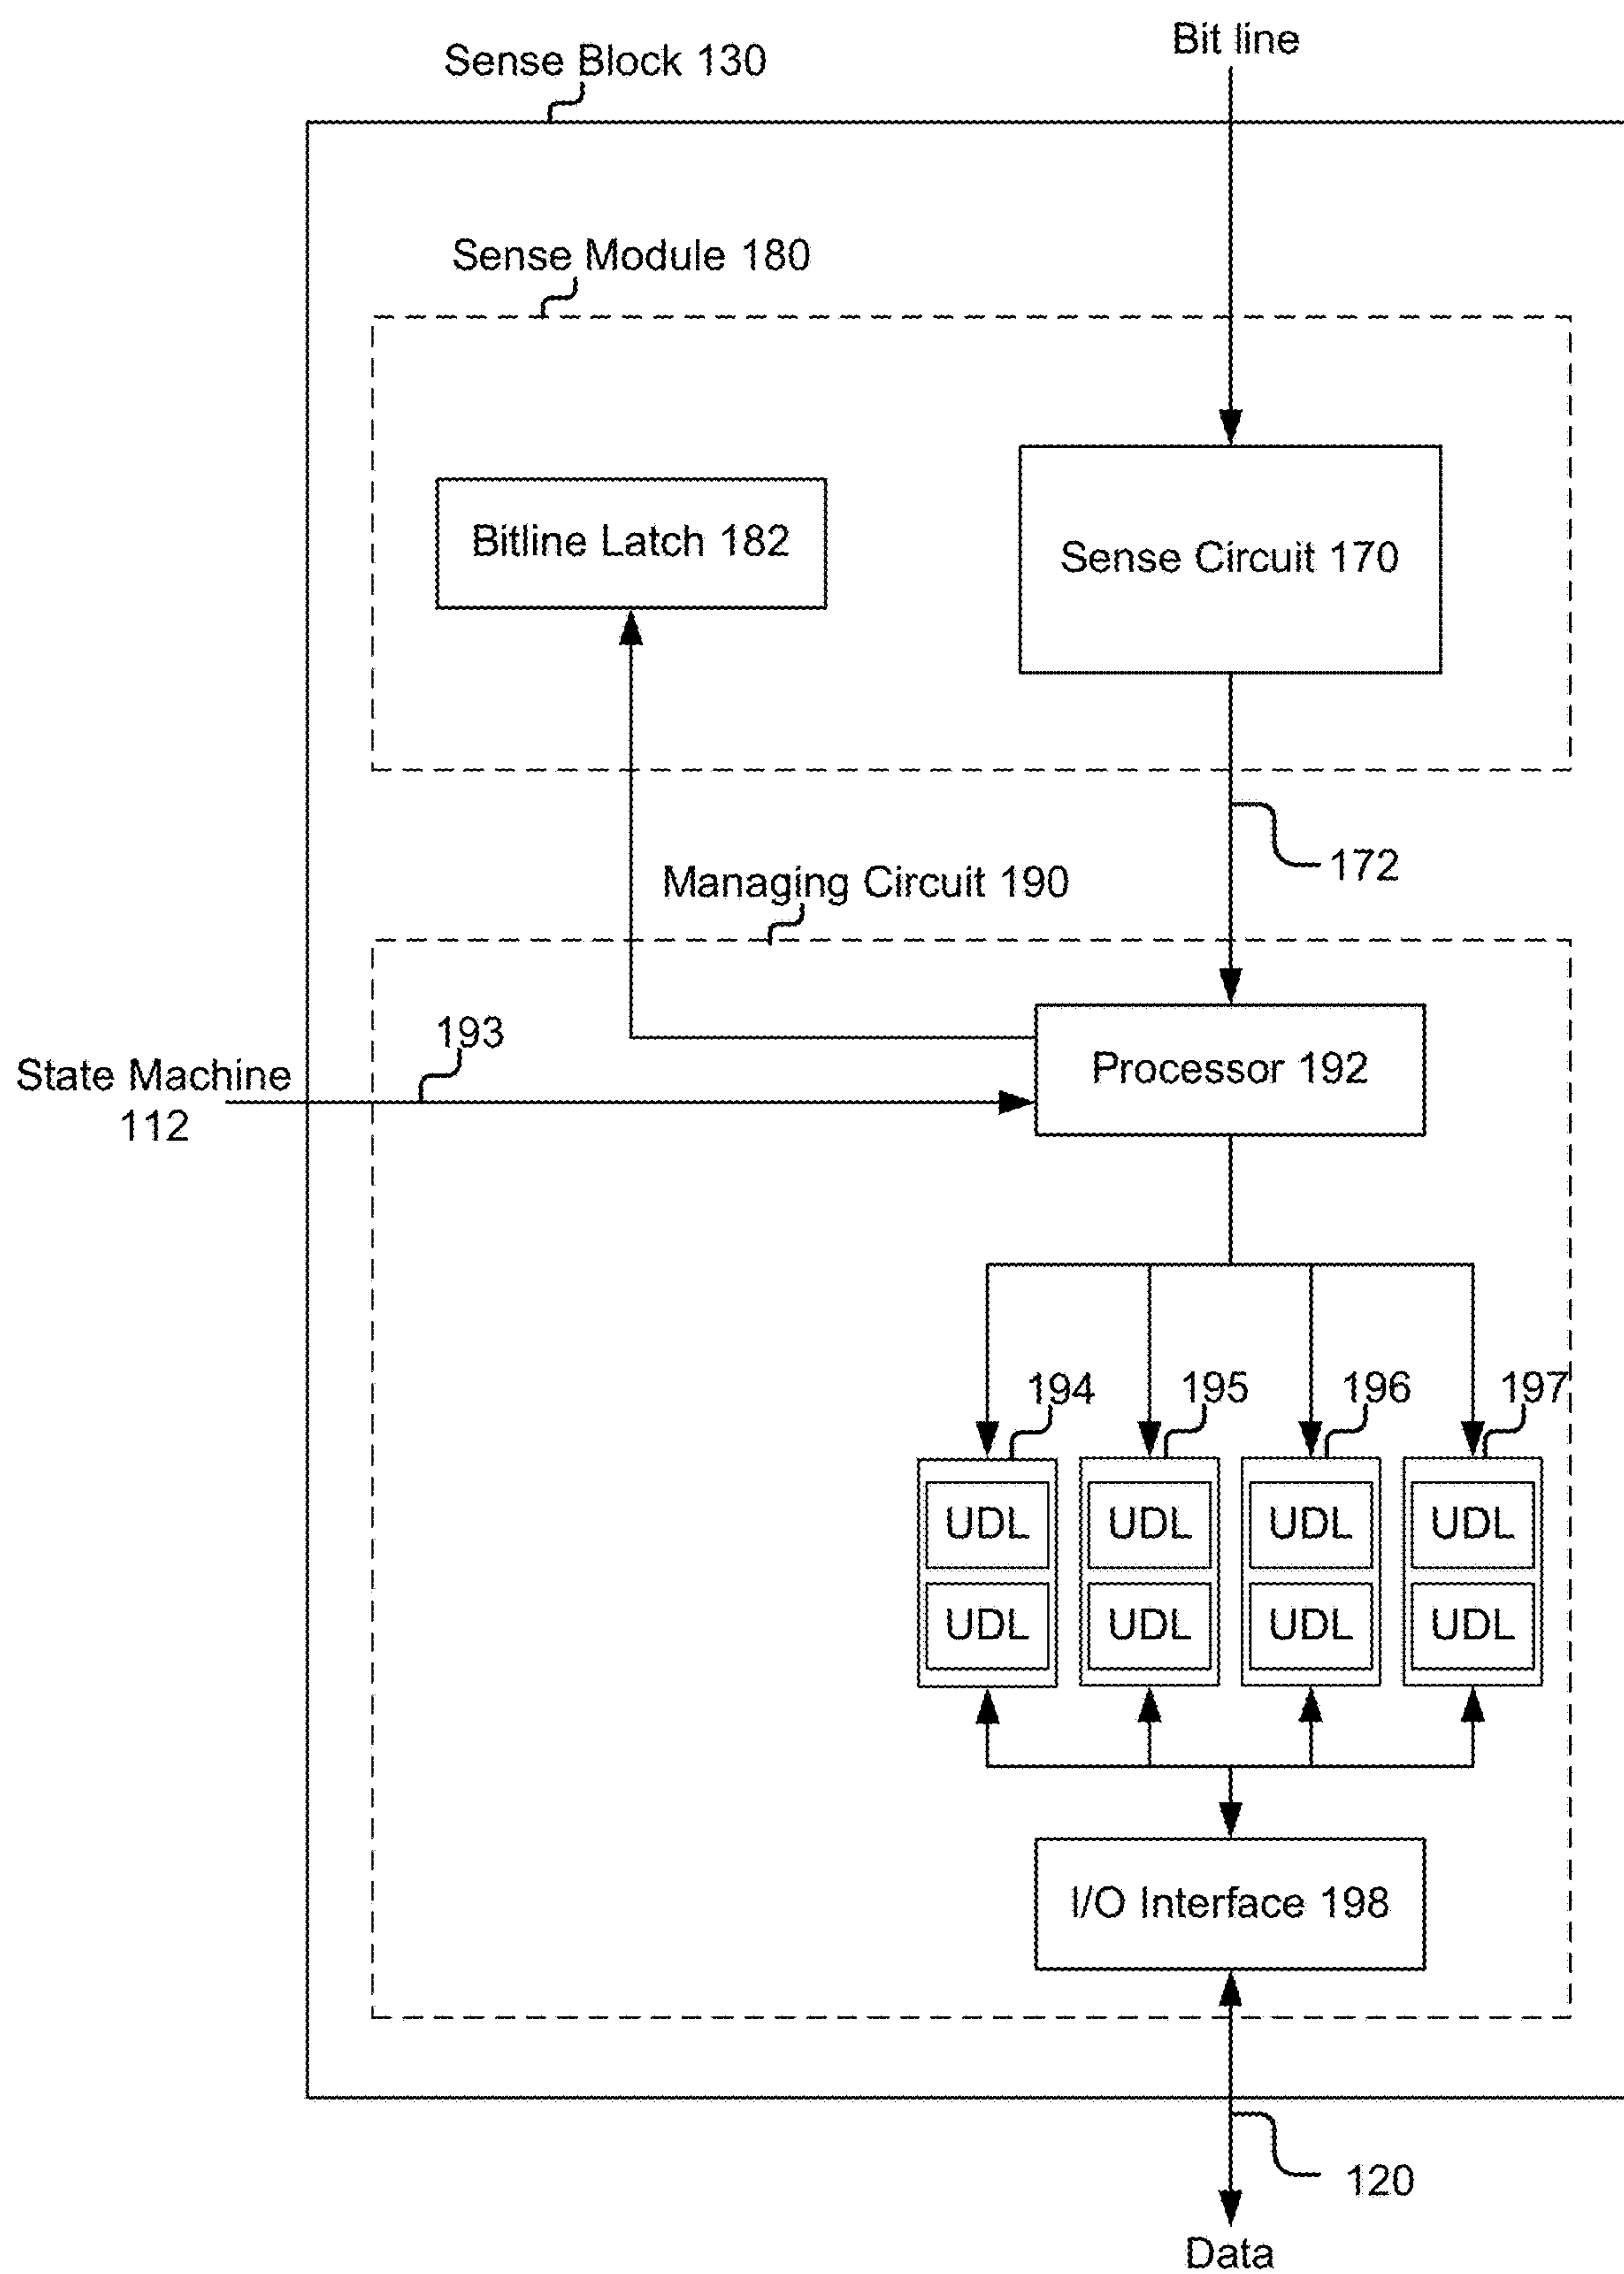 Bit line
Sense Block 130
Sense Module 180
Bitline Latch 182
Sense Circuit 170
172
Managing Circuit 190
193
State Machine
112
Processor 192
194
195
196
197
UDL
UDL
UDL
UDL
UDL
UDL
UDL
UDL
I/O Interface 198
120
Data